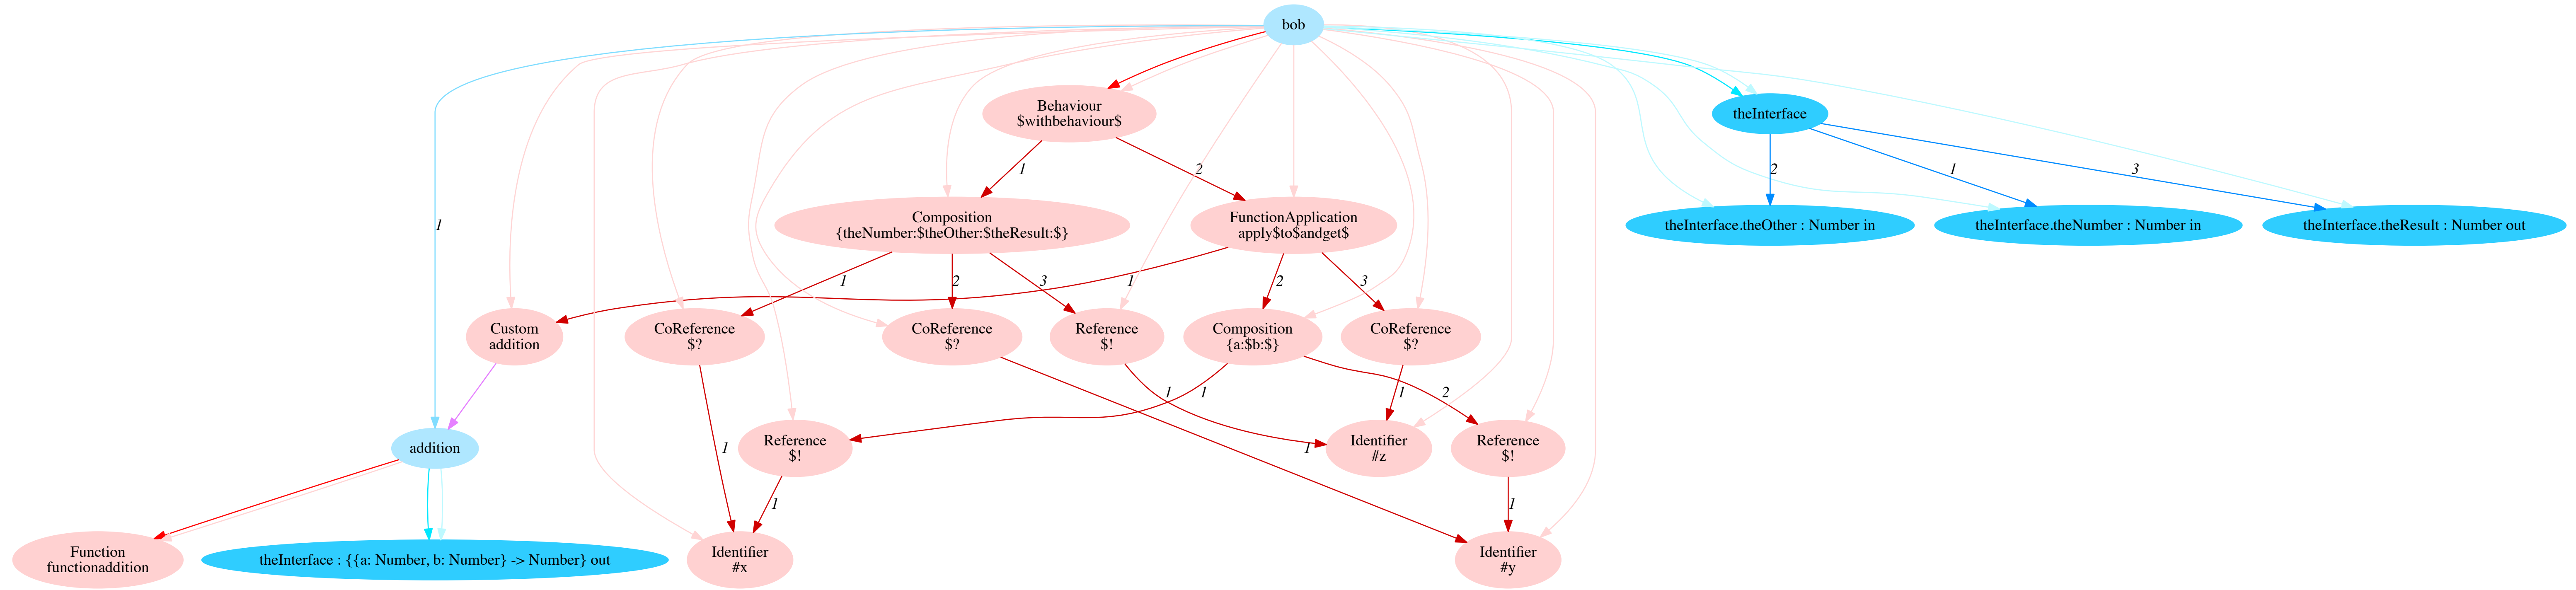 bob
Behaviour
$withbehaviour$
theInterface
1
2
2
1
3
1
Composition
{theNumber:$theOther:$theResult:$}
FunctionApplication
apply$to$andget$
theInterface.theOther : Number in
theInterface.theNumber : Number in
theInterface.theResult : Number out
1
2
3
1
2
3
Custom
addition
CoReference
$?
CoReference
$?
Reference
$!
Composition
{a:$b:$}
CoReference
$?
1
1
1
2
addition
1
Reference
$!
1
Identifier
#z
Reference
$!
1
1
Function
functionaddition
theInterface : {{a: Number, b: Number} -> Number} out
Identifier
#x
Identifier
#y